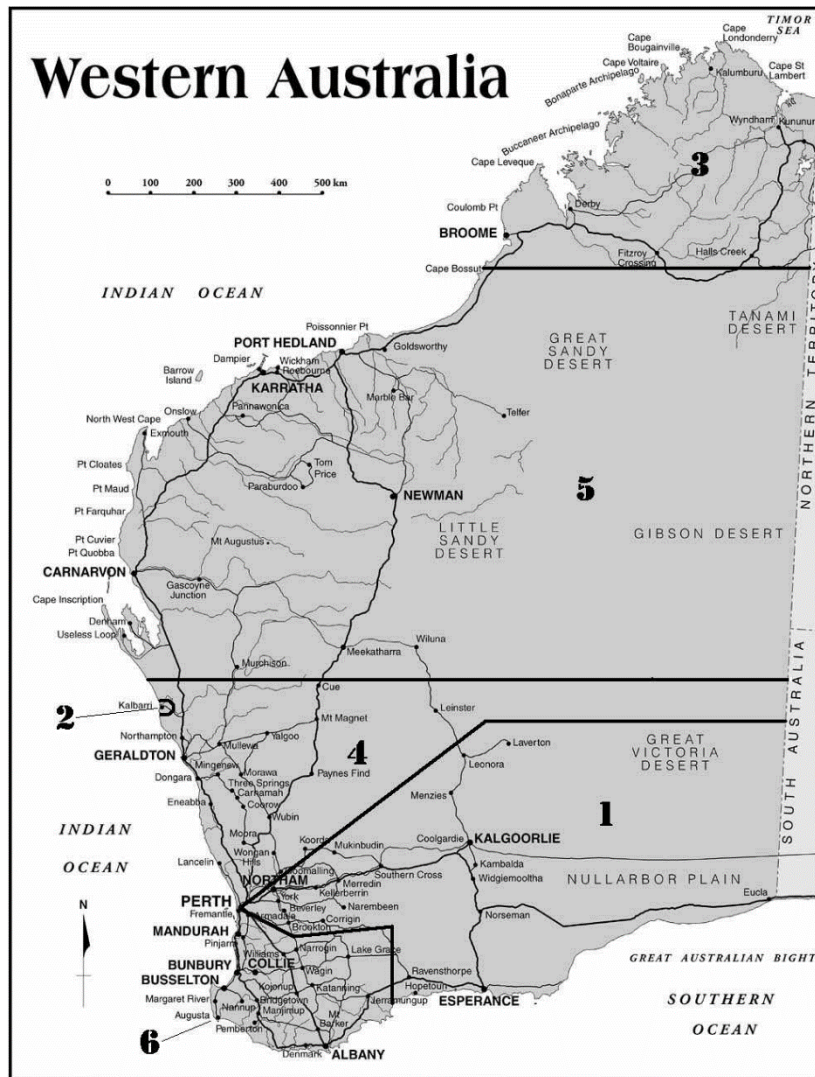 TIMOR
SEA
Western Australia
Cape
Londonderry
Cape
Bougainville
Cape Voltaire
Kalumburu
Cape St
Lambert
Bonaparte Archipelago
Wyndham
Kununur
Buccaneer Archipelago
3
Cape Leveque
0 100 200 300 400 500 km
Coulomb Pt
Derby
BROOME
Fitzroy
Crossing
Halls Creek
Cape Bossut
INDIAN OCEAN
TANAMI
DESERT
Poissonnier Pt
GREAT
SANDY
DESERT
PORT HEDLAND
Goldsworthy
Dampier
Wickham
Roebourne
Barrow
Island
KARRATHA
Marble Bar
Onslow
Pannawonica
Telfer
North West Cape
Exmouth
NORTHERN TERRITORY
Pt Cloates
Tom
Price
Paraburdoo
5
Pt Maud
NEWMAN
Pt Farquhar
LITTLE
SANDY
DESERT
GIBSON DESERT
Pt Cuvier
Mt Augustus
Pt Quobba
CARNARVON
Gascoyne
Junction
Cape Inscription
Denham
Useless Loop
Wiluna
Meekatharra
Murchison
Cue
Kalbarri
2
Leinster
SOUTH AUSTRALIA
Mt Magnet
Northampton
Yalgoo
Mullewa
4
Laverton
GREAT
VICTORIA
DESERT
GERALDTON
Mingenew
Leonora
Dongara
Morawa
Paynes Find
Three Springs
Carnamah
Menzies
Eneabba
Coorow
Wubin
1
INDIAN
OCEAN
Moora
Koorda
Mukinbudin
Coolgardie
KALGOORLIE
Wongan
Hills
Lancelin
Goomalling
Southern Cross
Kambalda
NORTHAM
Merredin
Widgiemooltha
NULLARBOR PLAIN
Kellerberrin
PERTH
York
Narembeen
Eucla
N
Fremantle
Armadale
Beverley
Corrigin
Norseman
Brookton
MANDURAH
Pinjarra
Narrogin
Williams
Lake Grace
GREAT AUSTRALIAN BIGHT
BUNBURY
COLLIE
Wagin
Ravensthorpe
BUSSELTON
Kojonup
Katanning
Hopetoun
ESPERANCE
SOUTHERN
OCEAN
Margaret River
Nannup
Bridgetown
Jerramungup
Augusta
Manjimup
Mt
Barker
Pemberton
6
Denmark
ALBANY